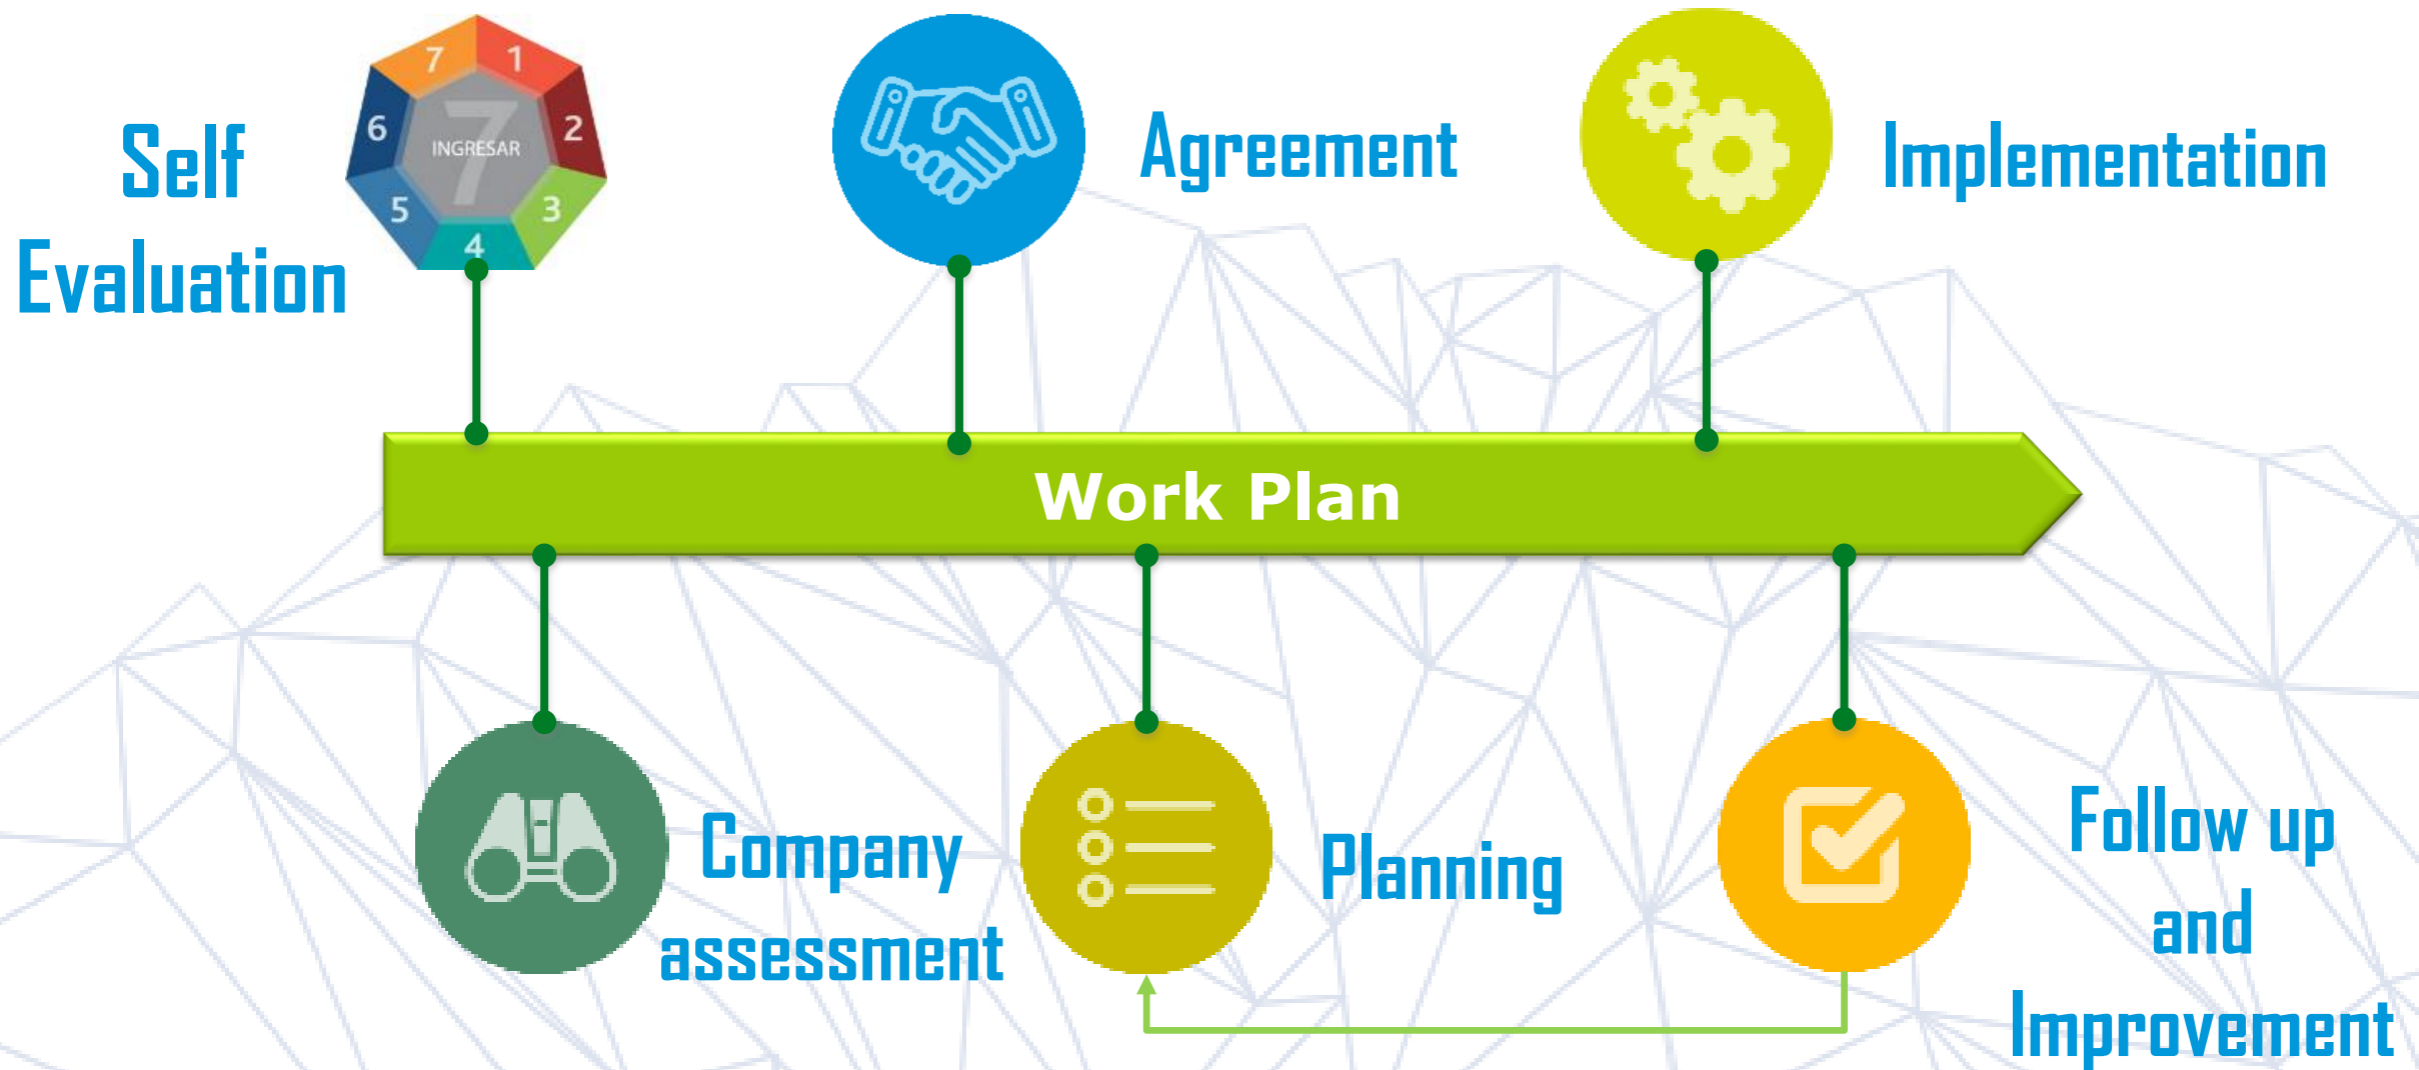 Self
Evaluation
7
1
6
2
5
3
4
7
INGRESAR
Agreement
Implementation
Work Plan
Company
assessment
Planning
Follow up
and
Improvement